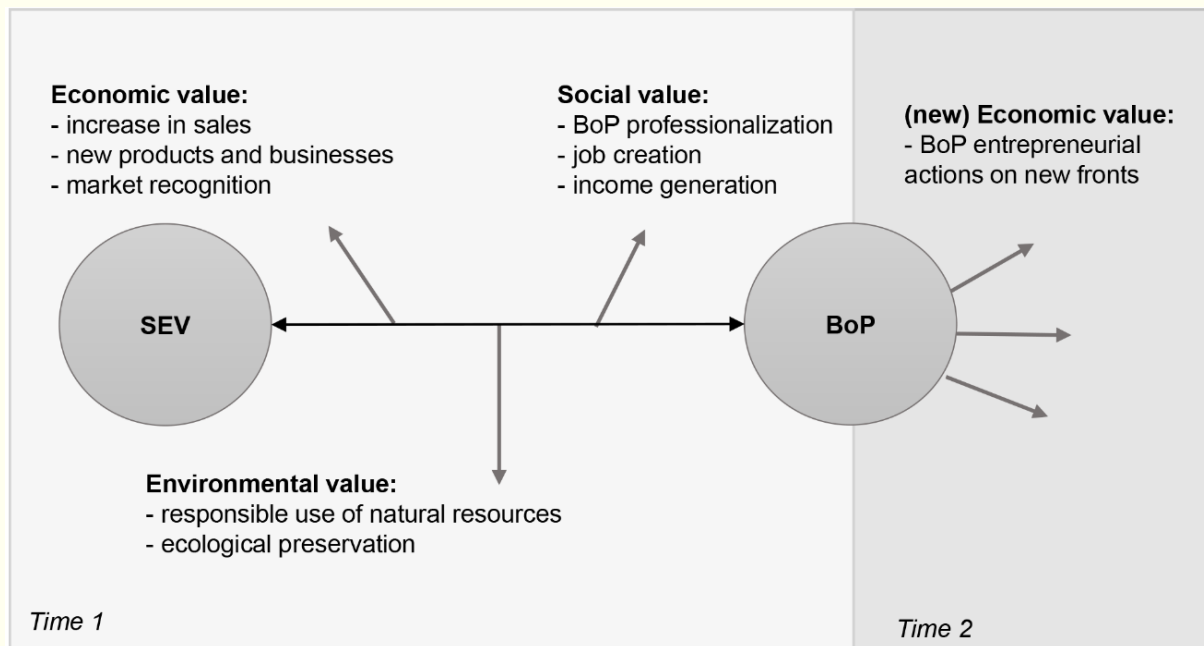 Economic value:
- increase in sales
- new products and businesses
- market recognition
Social value:
- BoP professionalization
- job creation
- income generation
(new) Economic value:
- BoP entrepreneurial
actions on new fronts
SEV
BoP
Environmental value:
- responsible use of natural resources
- ecological preservation
Time 1
Time 2